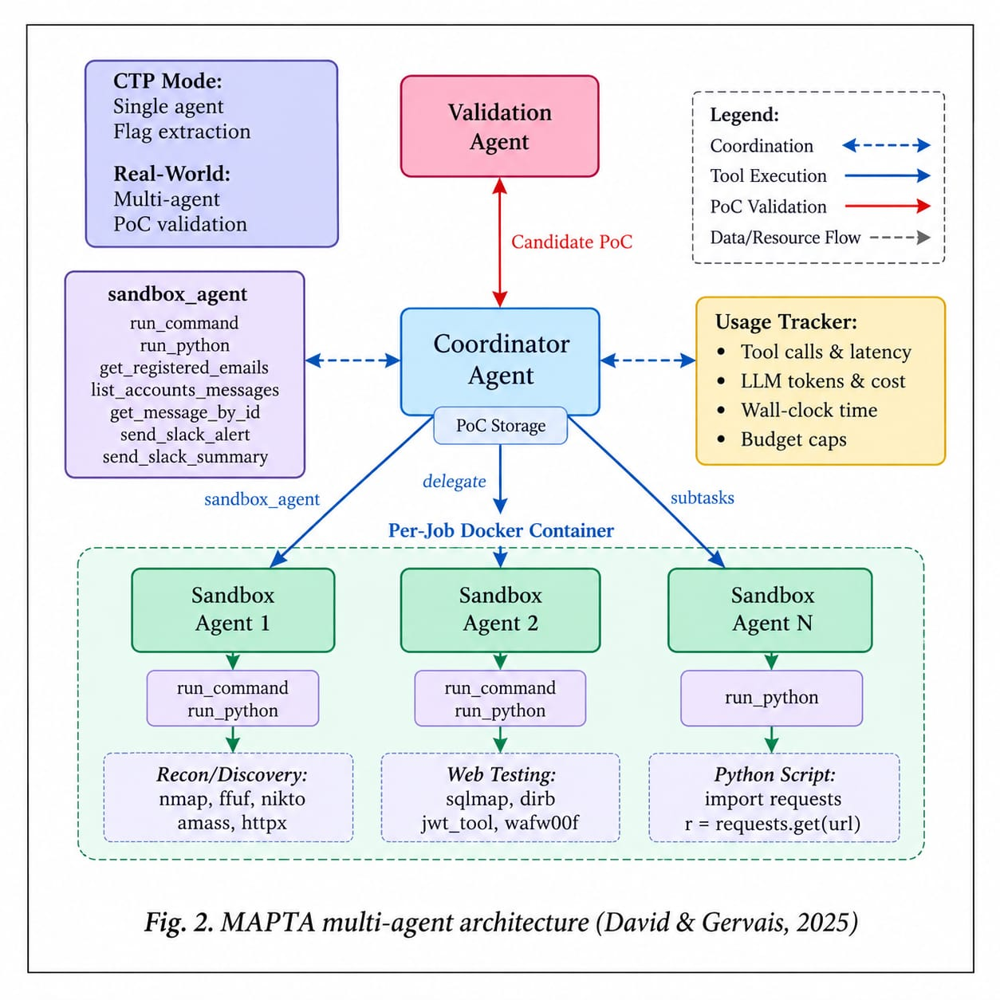 CTP Mode:
Single agent
Flag extraction
Real-World:
Multi-agent
PoC validation
Validation
Agent
Legend:
Coordination
Tool Execution
PoC Validation
Data/Resource Flow
Candidate PoC
sandbox_agent
run_command
run_python
get_registered_emails
list_accounts_messages
get_message_by_id
send_slack_alert
send_slack_summary
Coordinator
Agent
PoC Storage
Usage Tracker:
• Tool calls & latency
• LLM tokens & cost
• Wall-clock time
• Budget caps
sandbox_agent
delegate
subtasks
Per-Job Docker Container
Sandbox
Agent 1
run_command
run_python
Recon/Discovery:
nmap, ffuf, nikto
amass, httpx
Sandbox
Agent 2
run_command
run_python
Web Testing:
sqlmap, dirb
jwt_tool, wafw00f
Sandbox
Agent N
run_python
Python Script:
import requests
r = requests.get(url)
Fig. 2. MAPTA multi-agent architecture (David & Gervais, 2025)